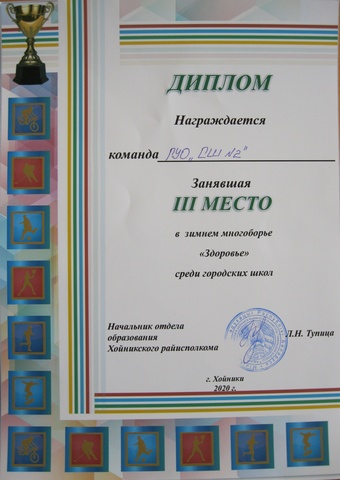 ДИПЛОМ
Награждается
команда ГУО „СШ №2"
Занявшая
III МЕСТО
в зимнем многоборье
«Здоровье»
среди городских школ
Начальник отдела
образования
Хойникского райисполкома
Л.Н. Тупица
г. Хойники
2020 г.